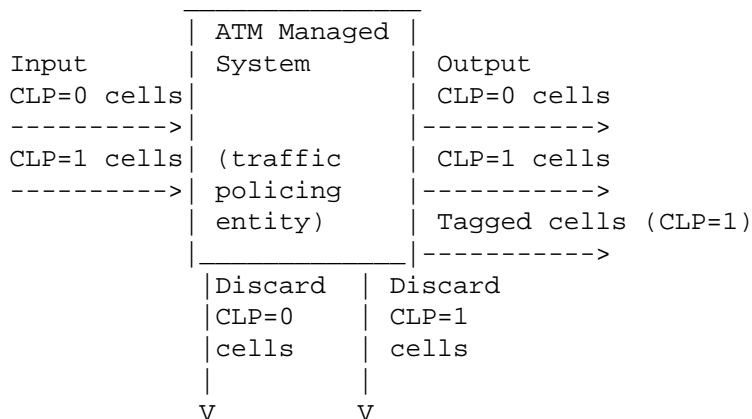 ATM Managed
Input System Output
CLP=0 cells CLP=0 cells
CLP=1 cells (traffic CLP=1 cells
policing
entity) Tagged cells (CLP=1)
Discard Discard
CLP=0 CLP=1
cells cells
V V